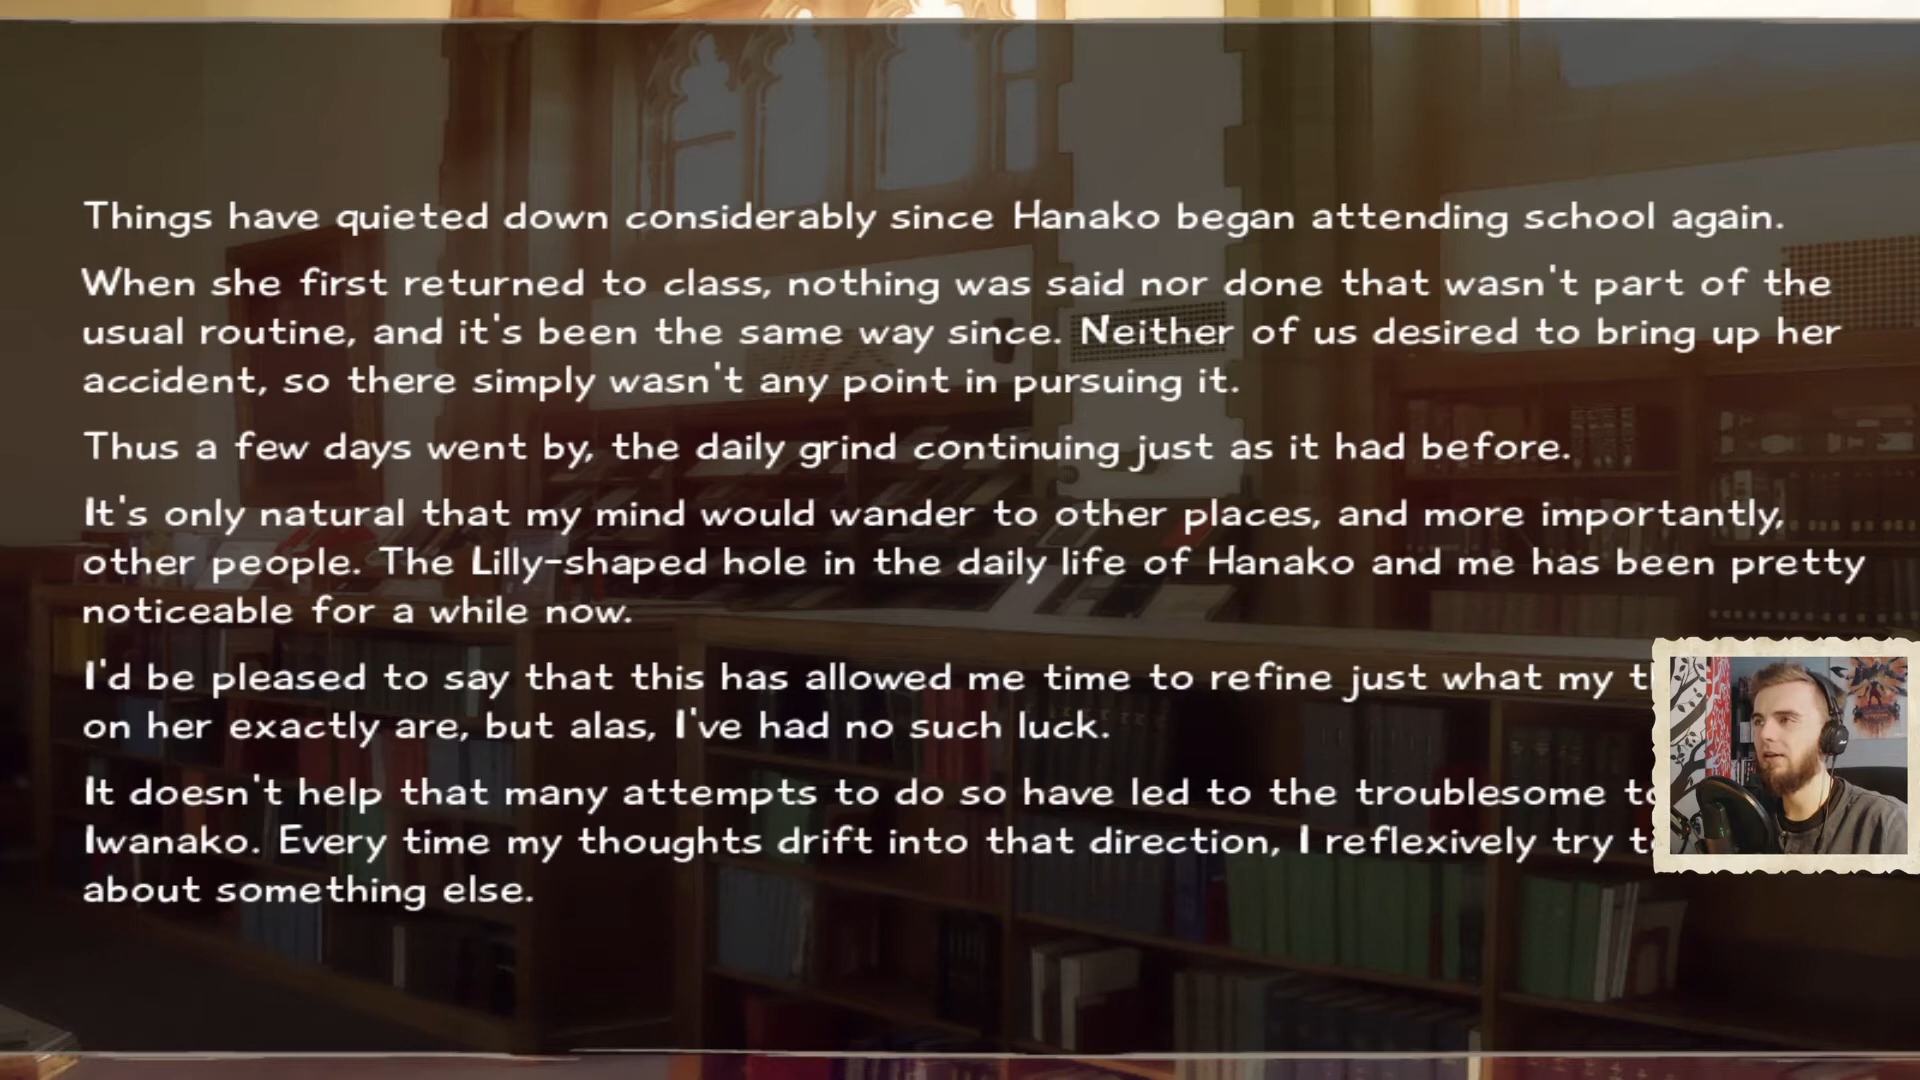 Things have quieted down considerably since Hanako began attending school again.
When she first returned to class, nothing was said nor done that wasn't part of the
usual routine, and it's been the same way since. Neither of us desired to bring up her
accident, so there simply wasn't any point in pursuing it.
Thus a few days went by, the daily grind continuing just as it had before.
It's only natural that my mind would wander to other places, and more importantly,
other people. The Lilly-shaped hole in the daily life of Hanako and me has been pretty
noticeable for a while now.
I'd be pleased to say that this has allowed me time to refine just what my
on her exactly are, but alas, I've had no such luck.
It doesn't help that many attempts to do so have led to the troublesome
Iwanako. Every time my thoughts drift into that direction, I reflexively try
about something else.